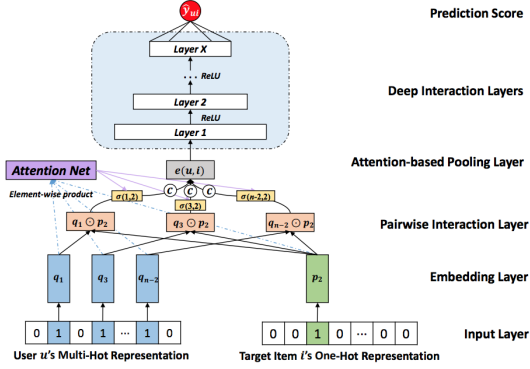 ŷui Prediction Score
Layer X
... ReLU
Layer 2
Deep Interaction Layers
ReLU
Layer 1
Attention Net e(u, i) Attention-based Pooling Layer
c c c
Element-wise product σ(1,2) σ(3,2) σ(n-2,2)
q1 ⊙ p2 q3 ⊙ p2 qn−2 ⊙ p2 Pairwise Interaction Layer
q1 q3 qn−2 p2 Embedding Layer
0 1 0 1 ... 1 0 0 0 1 0 ... 0 0 Input Layer
User u's Multi-Hot Representation Target Item i's One-Hot Representation